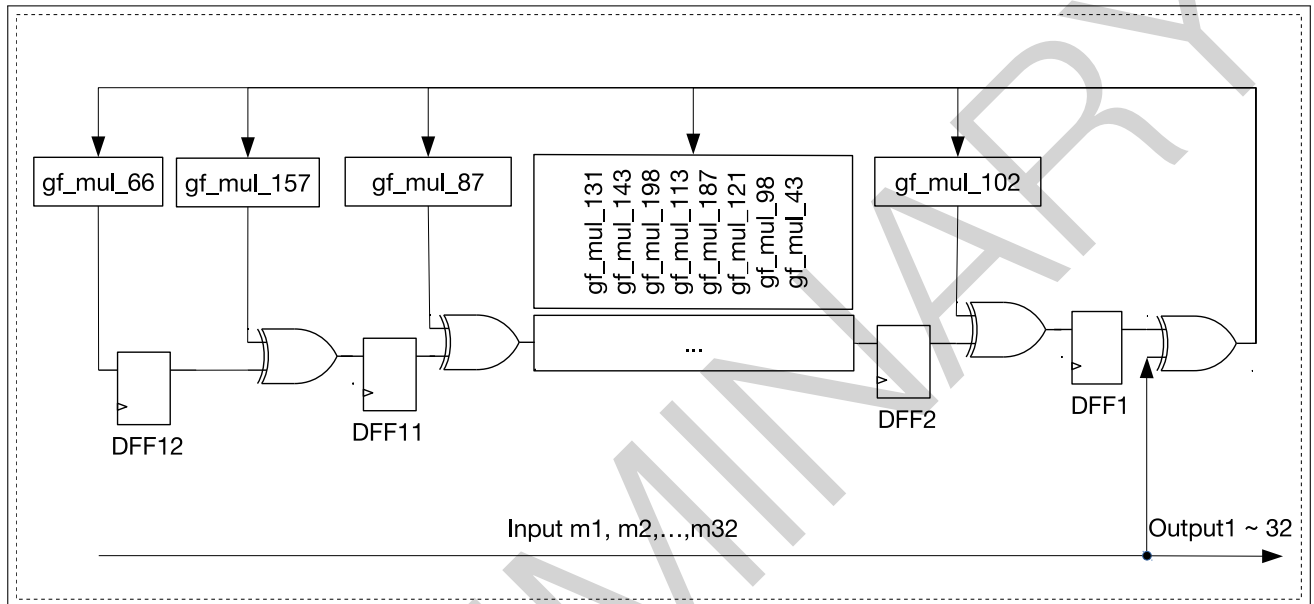 gf_mul_66
gf_mul_157
gf_mul_87
gf_mul_131
gf_mul_143
gf_mul_198
gf_mul_113
gf_mul_187
gf_mul_121
gf_mul_98
gf_mul_43
gf_mul_102
...
DFF12
DFF11
DFF2
DFF1
Input m1, m2,...,m32
Output1 ~ 32
MINARY